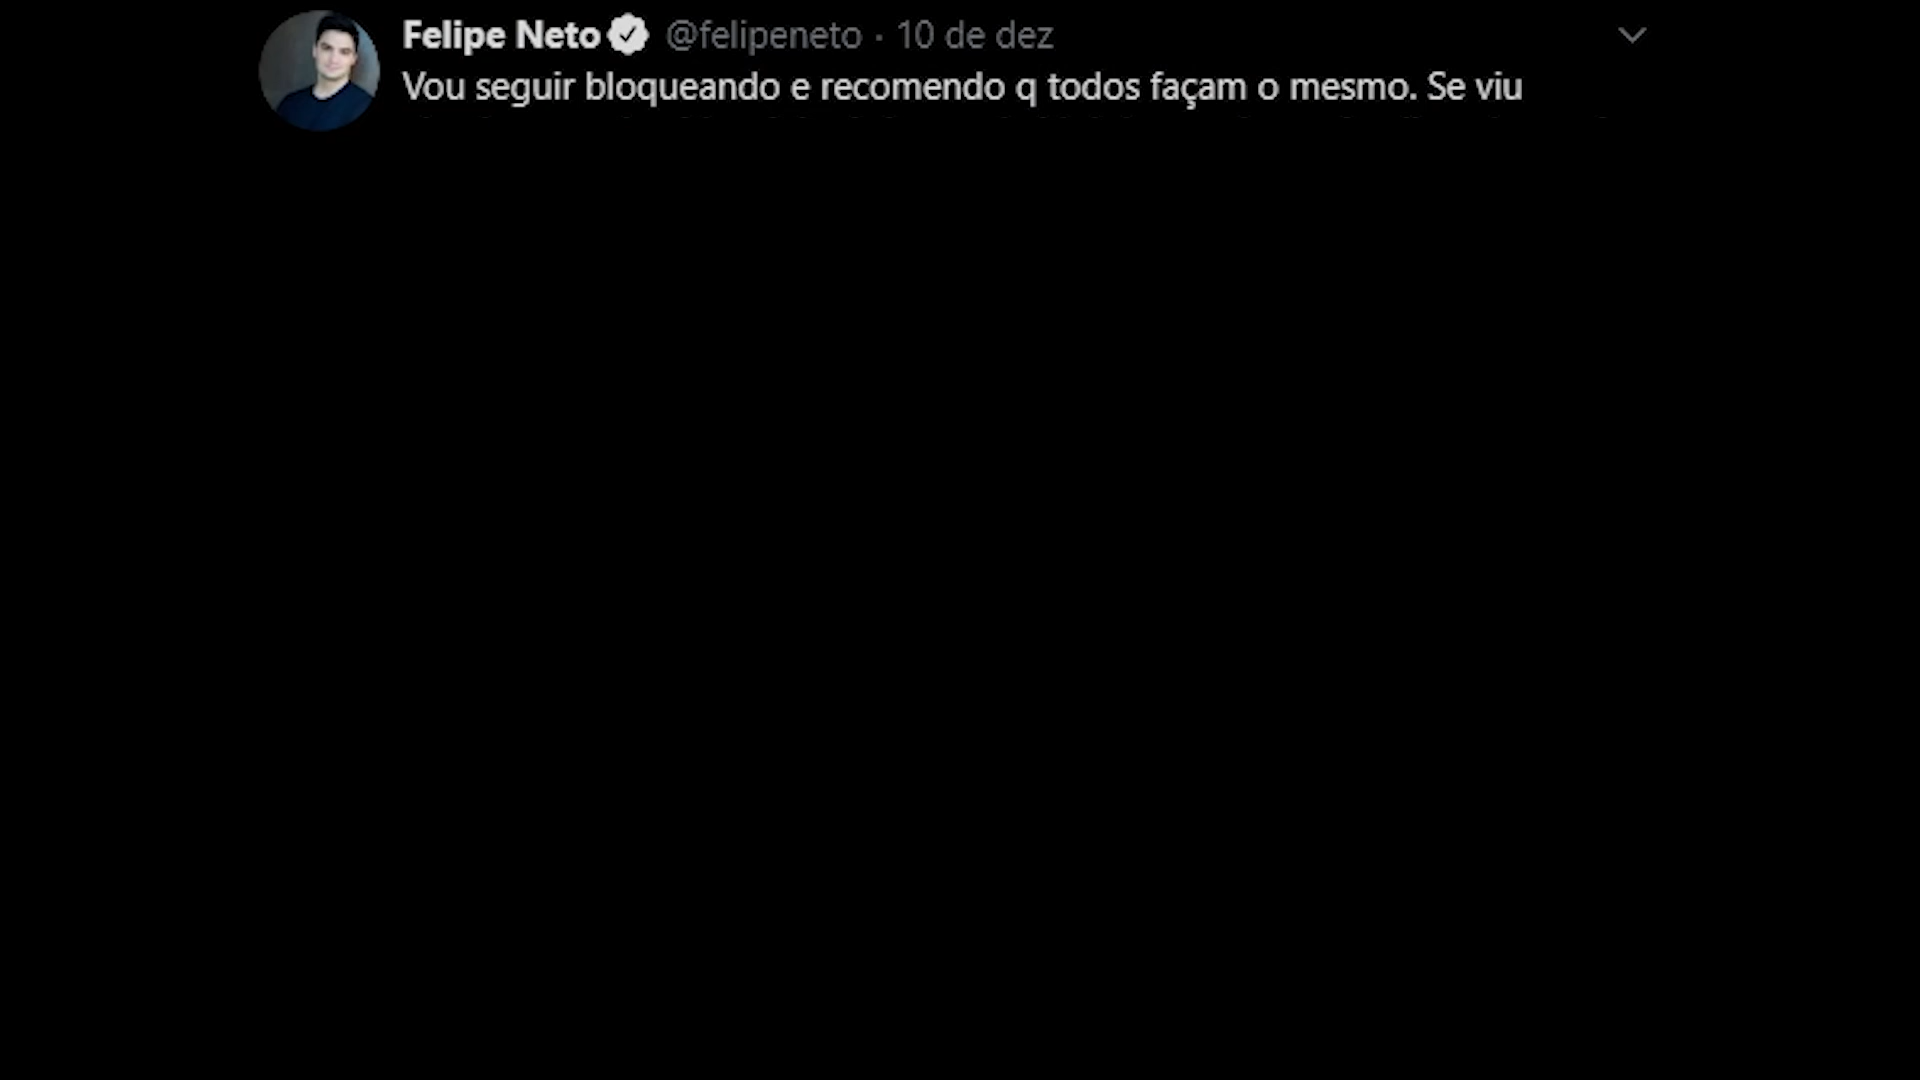 Felipe Neto @felipeneto · 10 de dez
Vou seguir bloqueando e recomendo q todos façam o mesmo. Se viu